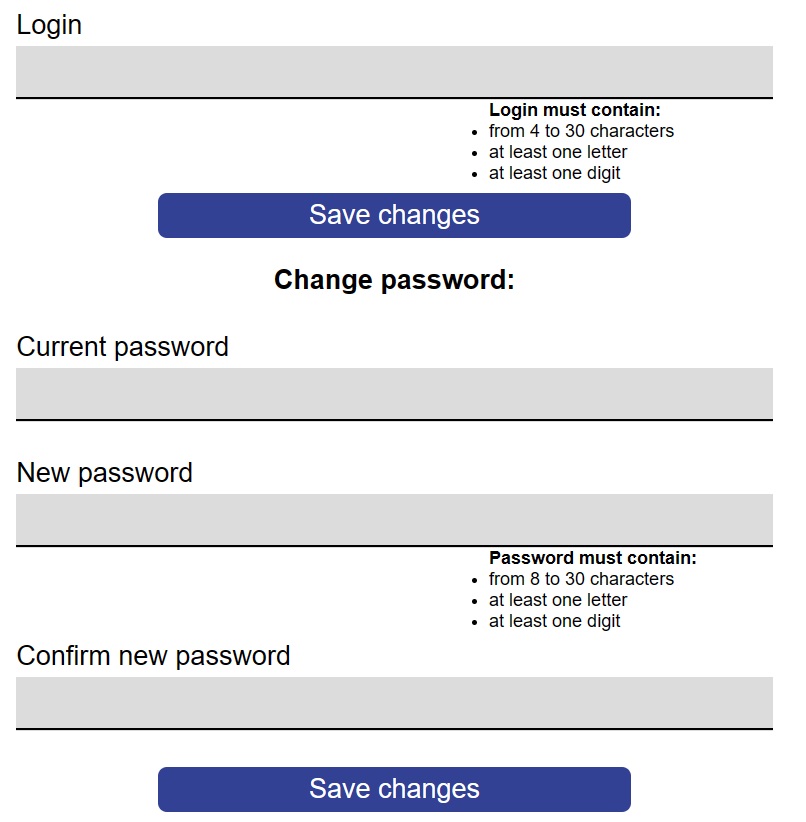 Login
Login must contain:
from 4 to 30 characters
at least one letter
at least one digit
Save changes
Change password:
Current password
New password
Password must contain:
from 8 to 30 characters
at least one letter
at least one digit
Confirm new password
Save changes